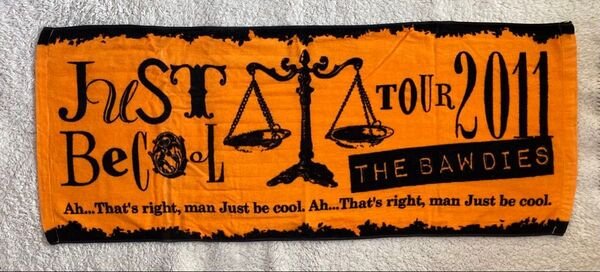 JuST
BeCOOL
TOUR 2011
THE BAWDIES
Ah...That's right, man Just be cool. Ah...That's right, man Just be cool.